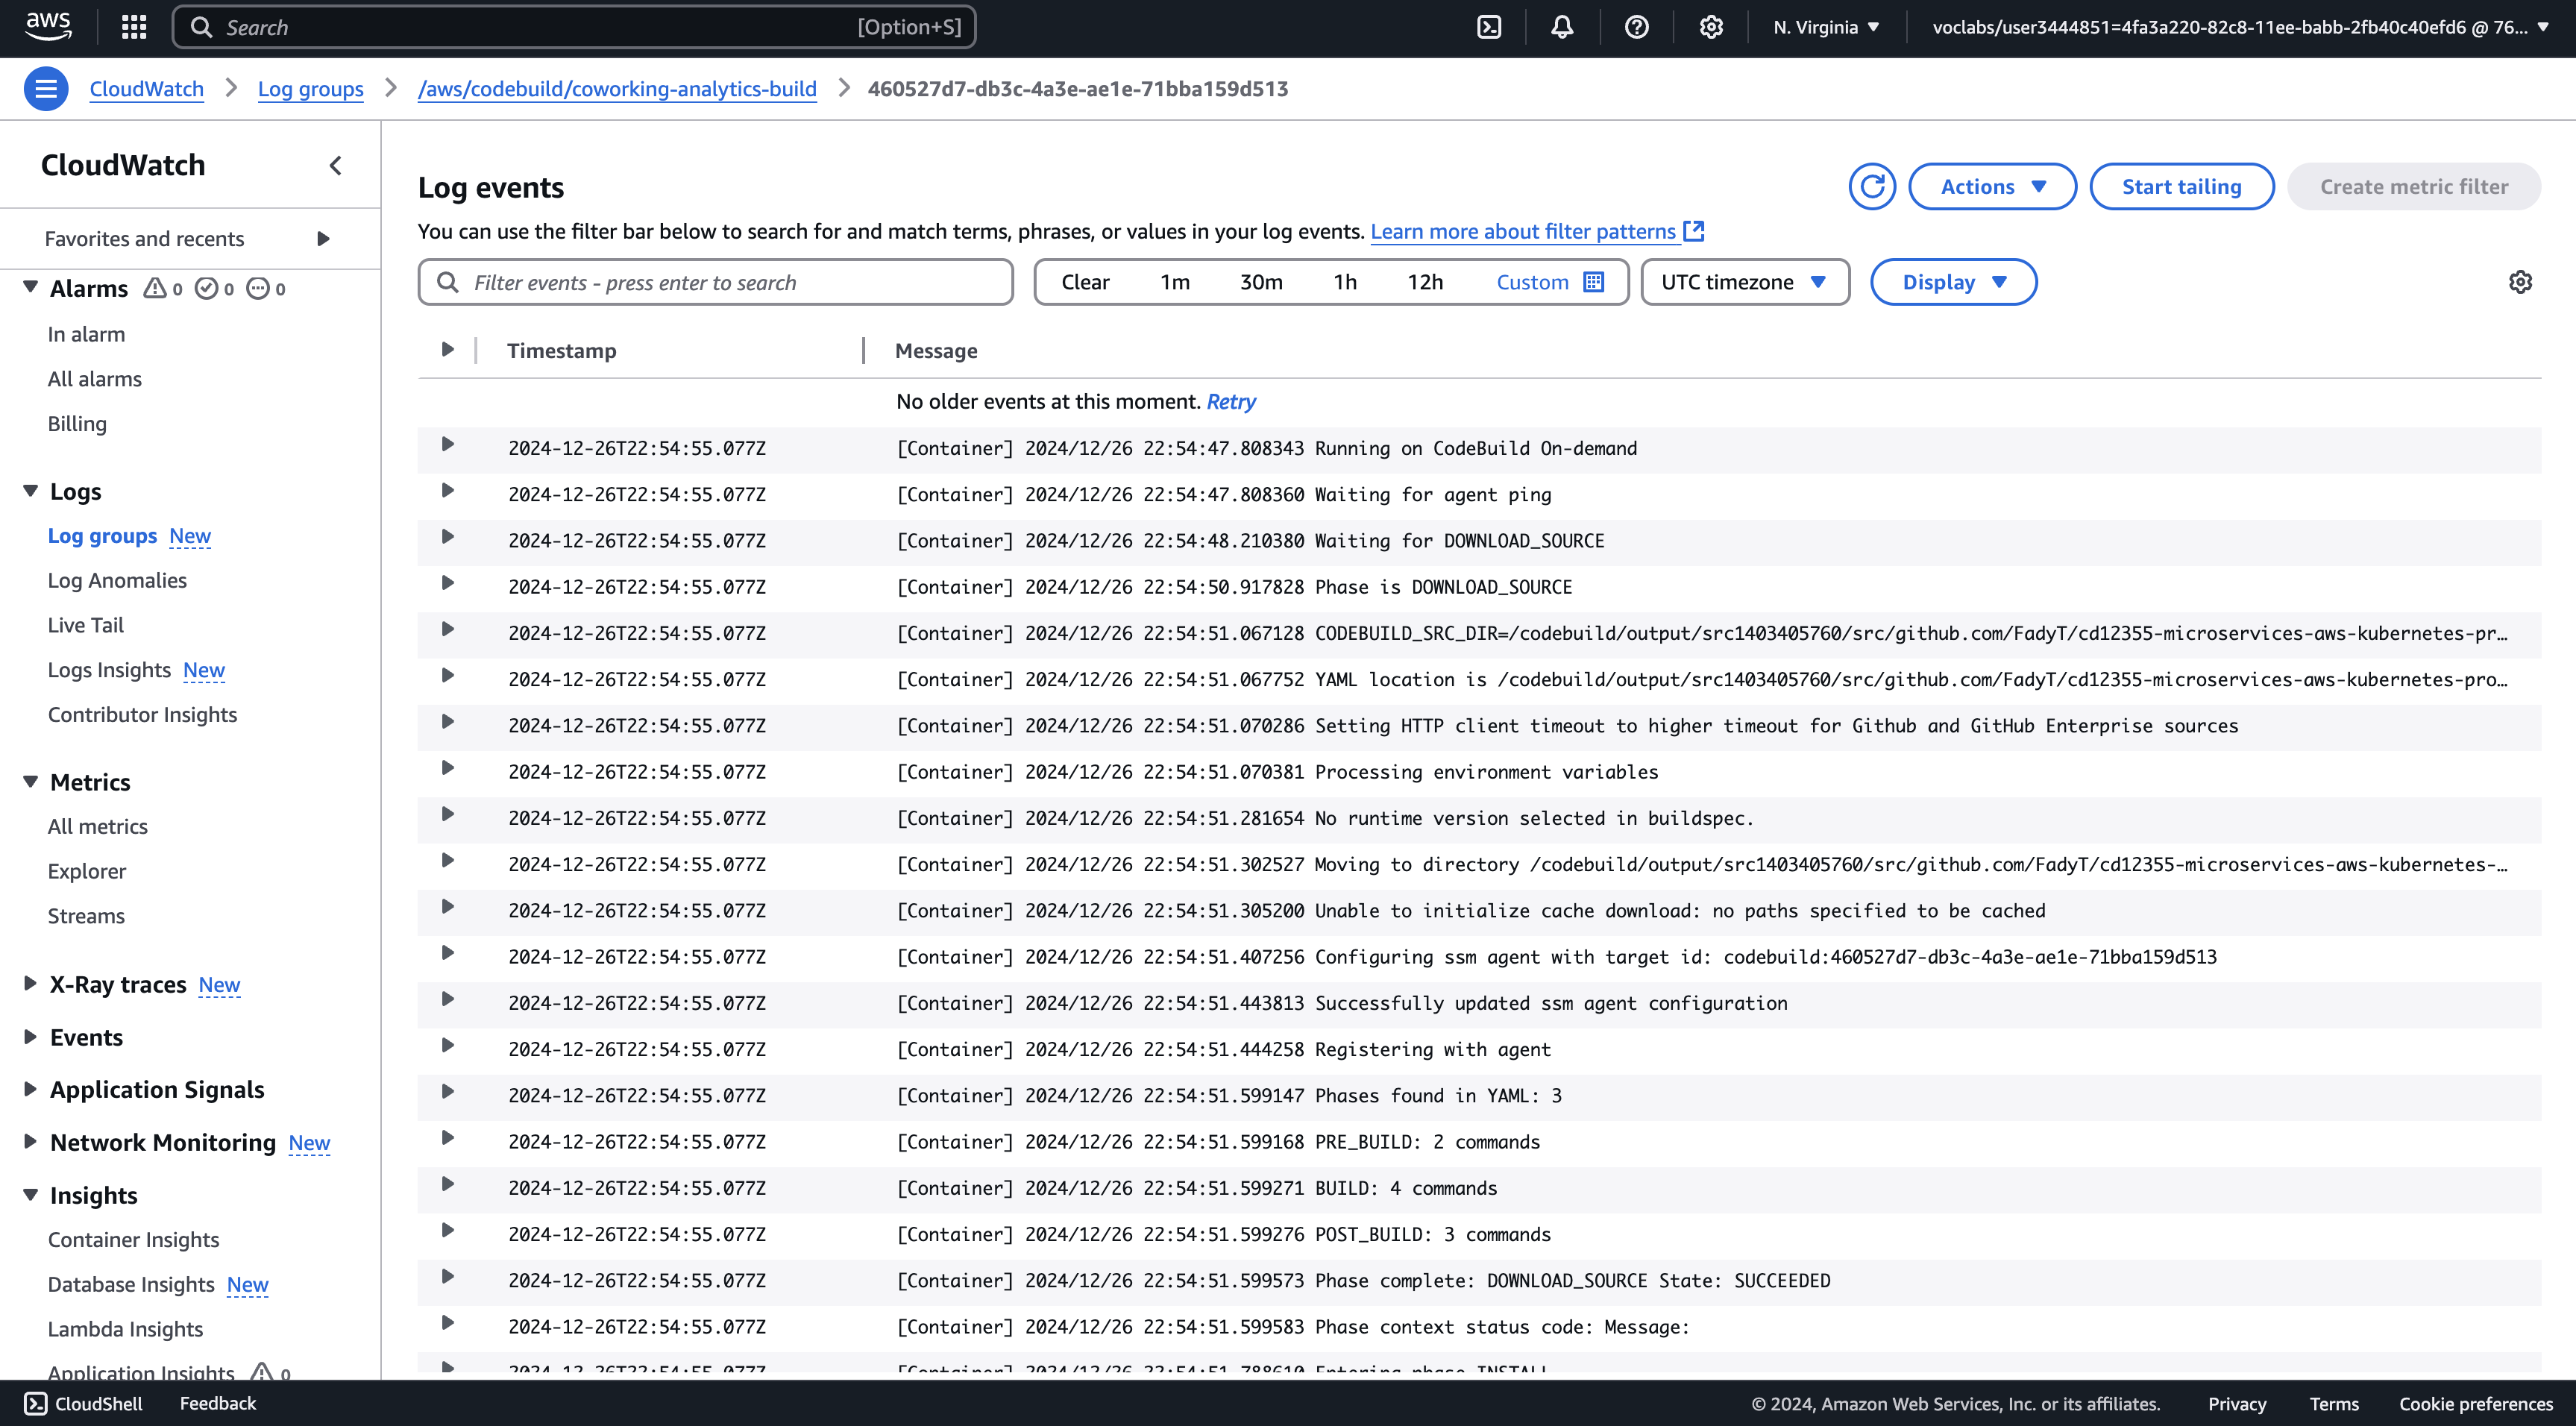 aws
Search [Option+S]
N. Virginia
voclabs/user3444851=4fa3a220-82c8-11ee-babb-2fb40c40efd6 @ 76...
CloudWatch
Log groups
/aws/codebuild/coworking-analytics-build
460527d7-db3c-4a3e-ae1e-71bba159d513
CloudWatch
Favorites and recents
Alarms 0 0 0
In alarm
All alarms
Billing
Logs
Log groups New
Log Anomalies
Live Tail
Logs Insights New
Contributor Insights
Metrics
All metrics
Explorer
Streams
X-Ray traces New
Events
Application Signals
Network Monitoring New
Insights
Container Insights
Database Insights New
Lambda Insights
Application Insights 0
Log events
Actions
Start tailing
Create metric filter
You can use the filter bar below to search for and match terms, phrases, or values in your log events. Learn more about filter patterns
Filter events - press enter to search
Clear 1m 30m 1h 12h Custom
UTC timezone
Display
Timestamp Message
No older events at this moment. Retry
2024-12-26T22:54:55.077Z [Container] 2024/12/26 22:54:47.808343 Running on CodeBuild On-demand
2024-12-26T22:54:55.077Z [Container] 2024/12/26 22:54:47.808360 Waiting for agent ping
2024-12-26T22:54:55.077Z [Container] 2024/12/26 22:54:48.210380 Waiting for DOWNLOAD_SOURCE
2024-12-26T22:54:55.077Z [Container] 2024/12/26 22:54:50.917828 Phase is DOWNLOAD_SOURCE
2024-12-26T22:54:55.077Z [Container] 2024/12/26 22:54:51.067128 CODEBUILD_SRC_DIR=/codebuild/output/src1403405760/src/github.com/FadyT/cd12355-microservices-aws-kubernetes-pr…
2024-12-26T22:54:55.077Z [Container] 2024/12/26 22:54:51.067752 YAML location is /codebuild/output/src1403405760/src/github.com/FadyT/cd12355-microservices-aws-kubernetes-pro…
2024-12-26T22:54:55.077Z [Container] 2024/12/26 22:54:51.070286 Setting HTTP client timeout to higher timeout for Github and GitHub Enterprise sources
2024-12-26T22:54:55.077Z [Container] 2024/12/26 22:54:51.070381 Processing environment variables
2024-12-26T22:54:55.077Z [Container] 2024/12/26 22:54:51.281654 No runtime version selected in buildspec.
2024-12-26T22:54:55.077Z [Container] 2024/12/26 22:54:51.302527 Moving to directory /codebuild/output/src1403405760/src/github.com/FadyT/cd12355-microservices-aws-kubernetes-…
2024-12-26T22:54:55.077Z [Container] 2024/12/26 22:54:51.305200 Unable to initialize cache download: no paths specified to be cached
2024-12-26T22:54:55.077Z [Container] 2024/12/26 22:54:51.407256 Configuring ssm agent with target id: codebuild:460527d7-db3c-4a3e-ae1e-71bba159d513
2024-12-26T22:54:55.077Z [Container] 2024/12/26 22:54:51.443813 Successfully updated ssm agent configuration
2024-12-26T22:54:55.077Z [Container] 2024/12/26 22:54:51.444258 Registering with agent
2024-12-26T22:54:55.077Z [Container] 2024/12/26 22:54:51.599147 Phases found in YAML: 3
2024-12-26T22:54:55.077Z [Container] 2024/12/26 22:54:51.599168 PRE_BUILD: 2 commands
2024-12-26T22:54:55.077Z [Container] 2024/12/26 22:54:51.599271 BUILD: 4 commands
2024-12-26T22:54:55.077Z [Container] 2024/12/26 22:54:51.599276 POST_BUILD: 3 commands
2024-12-26T22:54:55.077Z [Container] 2024/12/26 22:54:51.599573 Phase complete: DOWNLOAD_SOURCE State: SUCCEEDED
2024-12-26T22:54:55.077Z [Container] 2024/12/26 22:54:51.599583 Phase context status code: Message:
2024-12-26T22:54:55.077Z [Container] 2024/12/26 22:54:51.788610 Entering phase INSTALL
CloudShell
Feedback
© 2024, Amazon Web Services, Inc. or its affiliates.
Privacy
Terms
Cookie preferences